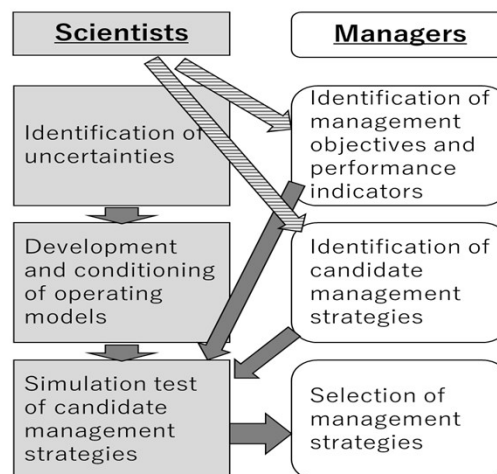 Scientists
Identification of
uncertainties
Development
and conditioning
of operating
models
Simulation test
of candidate
management
strategies
Managers
Identification of
management
objectives and
performance
indicators
Identification of
candidate
management
strategies
Selection of
management
strategies